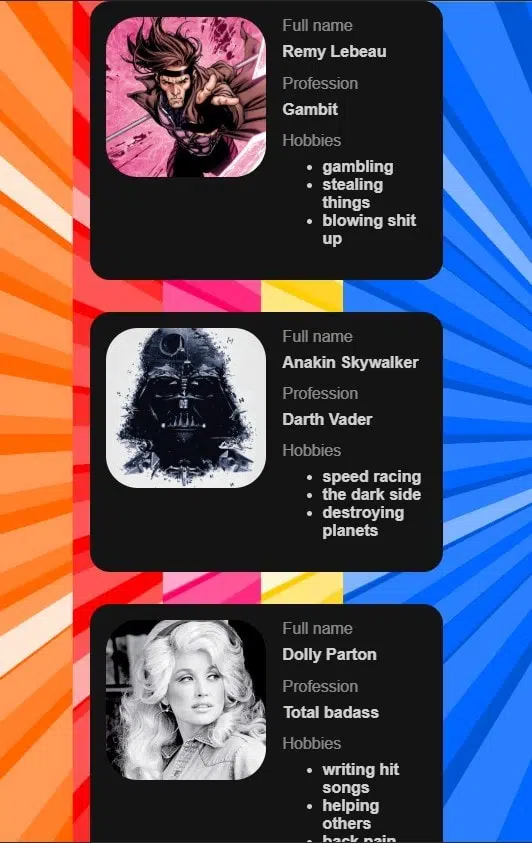 Full name
Remy Lebeau
Profession
Gambit
Hobbies
gambling
stealing
things
blowing shit
up
Full name
Anakin Skywalker
Profession
Darth Vader
Hobbies
speed racing
the dark side
destroying
planets
Full name
Dolly Parton
Profession
Total badass
Hobbies
writing hit
songs
helping
others
back pain